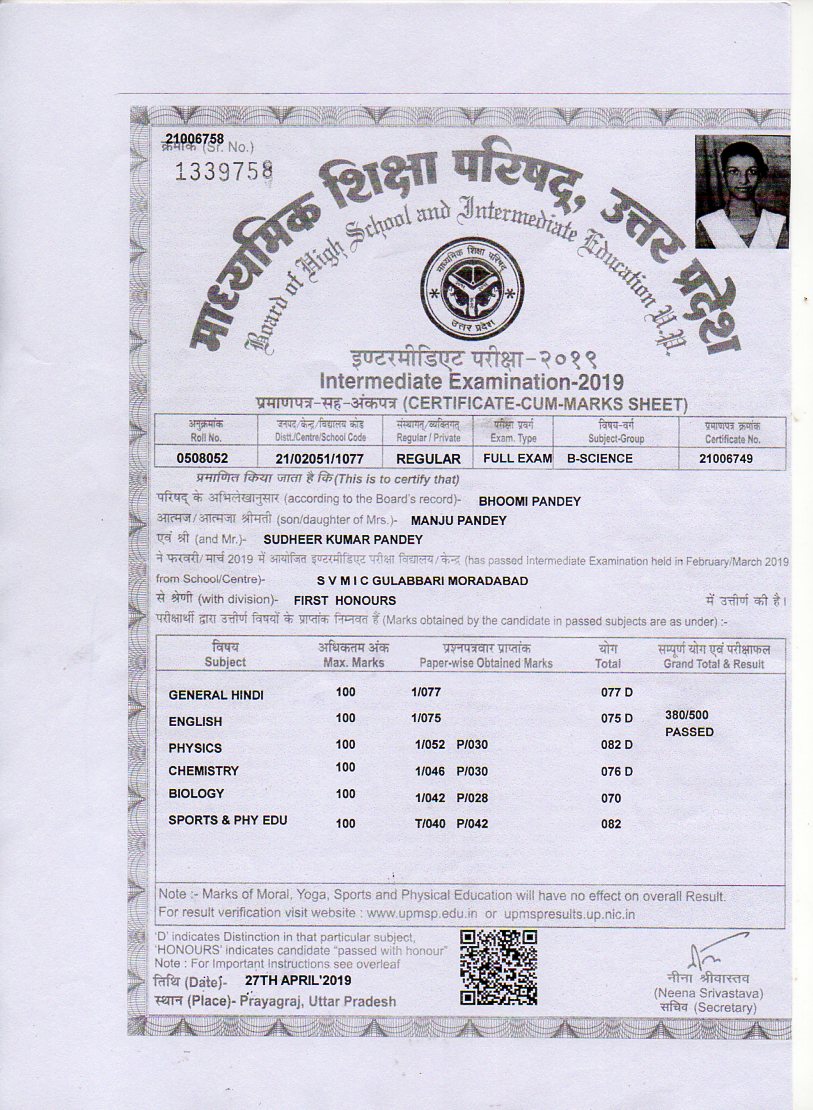 21006758
क्रमांक (Sr. No.)
1339758
माध्यमिक शिक्षा परिषद्, उत्तर प्रदेश
Board of High School and Intermediate Education U.P.
माध्यमिक शिक्षा परिषद्
उत्तर प्रदेश
इण्टरमीडिएट परीक्षा-२०१९
Intermediate Examination-2019
प्रमाणपत्र-सह-अंकपत्र (CERTIFICATE-CUM-MARKS SHEET)
अनुक्रमांक जनपद/केन्द्र/विद्यालय कोड संस्थागत/व्यक्तिगत परीक्षा प्रवर्ग विषय-वर्ग प्रमाणपत्र क्रमांक
Roll No. Distt./Centre/School Code Regular / Private Exam. Type Subject-Group Certificate No.
0508052 21/02051/1077 REGULAR FULL EXAM B-SCIENCE 21006749
प्रमाणित किया जाता है कि (This is to certify that)
परिषद् के अभिलेखानुसार (according to the Board's record)- BHOOMI PANDEY
आत्मज/आत्मजा श्रीमती (son/daughter of Mrs.)- MANJU PANDEY
एवं श्री (and Mr.)- SUDHEER KUMAR PANDEY
ने फरवरी/मार्च 2019 में आयोजित इण्टरमीडिएट परीक्षा विद्यालय/केन्द्र (has passed Intermediate Examination held in February/March 2019
from School/Centre)- S V M I C GULABBARI MORADABAD
से श्रेणी (with division)- FIRST HONOURS में उत्तीर्ण की है।
परीक्षार्थी द्वारा उत्तीर्ण विषयों के प्राप्तांक निम्नवत हैं (Marks obtained by the candidate in passed subjects are as under) :-
विषय अधिकतम अंक प्रश्नपत्रवार प्राप्तांक योग सम्पूर्ण योग एवं परीक्षाफल
Subject Max. Marks Paper-wise Obtained Marks Total Grand Total & Result
GENERAL HINDI 100 1/077 077 D
ENGLISH 100 1/075 075 D 380/500
PASSED
PHYSICS 100 1/052 P/030 082 D
CHEMISTRY 100 1/046 P/030 076 D
BIOLOGY 100 1/042 P/028 070
SPORTS & PHY EDU 100 T/040 P/042 082
Note :- Marks of Moral, Yoga, Sports and Physical Education will have no effect on overall Result.
For result verification visit website : www.upmsp.edu.in or upmspresults.up.nic.in
'D' indicates Distinction in that particular subject,
'HONOURS' indicates candidate "passed with honour"
Note : For Important Instructions see overleaf
तिथि (Date)- 27TH APRIL'2019
स्थान (Place)- Prayagraj, Uttar Pradesh
नीना श्रीवास्तव
(Neena Srivastava)
सचिव (Secretary)